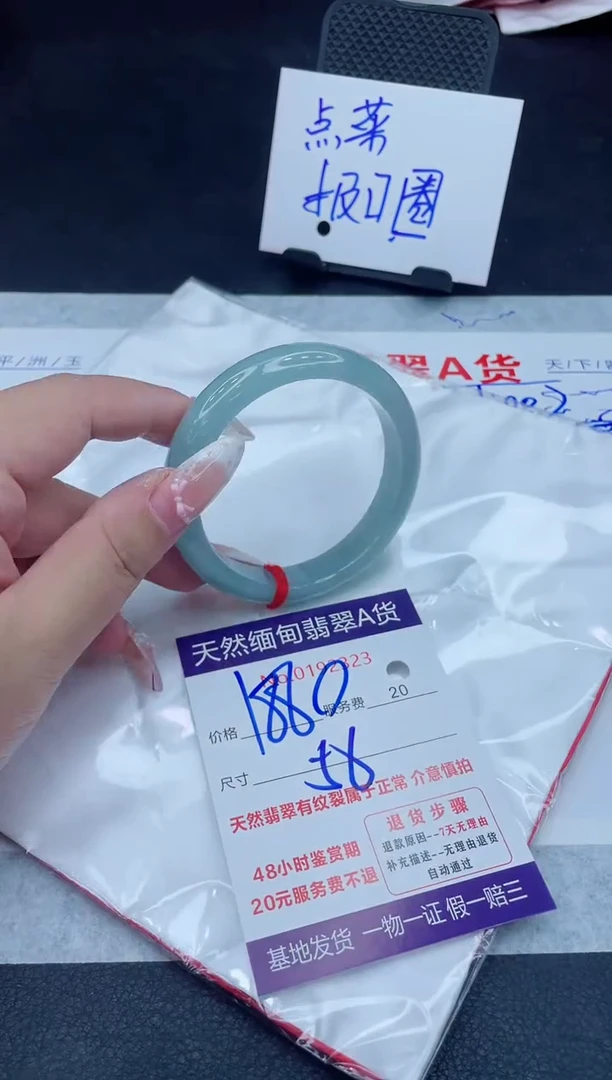 点菜
报口圈
平/洲/玉
翡翠A货
天/下/
天然缅甸翡翠A货
No.0192323
价格 1880 服务费 20
尺寸 56
天然翡翠有纹裂属于正常 介意慎拍
48小时鉴赏期
20元服务费不退
退货步骤
退款原因--7天无理由
补充描述--无理由退货
自动通过
基地发货 一物一证 假一赔三